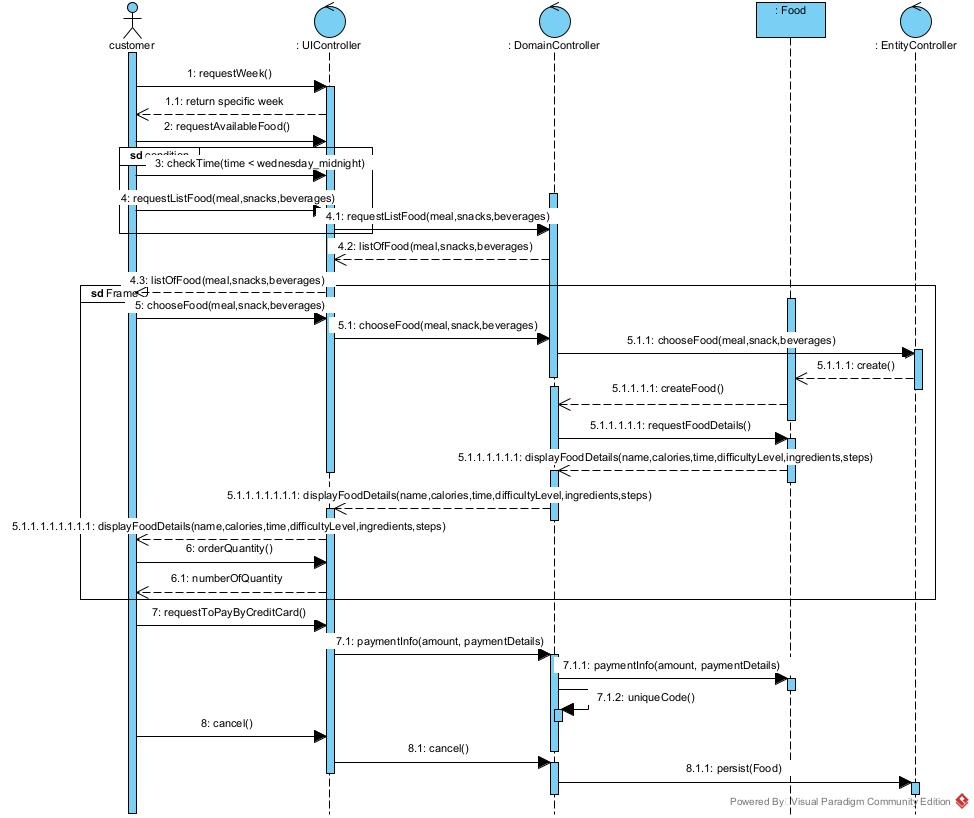 customer
: UIController
: DomainController
: Food
: EntityController
1: requestWeek()
1.1: return specific week
2: requestAvailableFood()
sd condition
3: checkTime(time < wednesday_midnight)
4: requestListFood(meal,snacks,beverages)
4.1: requestListFood(meal,snacks,beverages)
4.2: listOfFood(meal,snacks,beverages)
4.3: listOfFood(meal,snacks,beverages)
sd Frame
5: chooseFood(meal,snack,beverages)
5.1: chooseFood(meal,snack,beverages)
5.1.1: chooseFood(meal,snack,beverages)
5.1.1.1: create()
5.1.1.1.1: createFood()
5.1.1.1.1.1: requestFoodDetails()
5.1.1.1.1.1.1: displayFoodDetails(name,calories,time,difficultyLevel,ingredients,steps)
5.1.1.1.1.1.1.1: displayFoodDetails(name,calories,time,difficultyLevel,ingredients,steps)
5.1.1.1.1.1.1.1.1: displayFoodDetails(name,calories,time,difficultyLevel,ingredients,steps)
6: orderQuantity()
6.1: numberOfQuantity
7: requestToPayByCreditCard()
7.1: paymentInfo(amount, paymentDetails)
7.1.1: paymentInfo(amount, paymentDetails)
7.1.2: uniqueCode()
8: cancel()
8.1: cancel()
8.1.1: persist(Food)
Powered By Visual Paradigm Community Edition